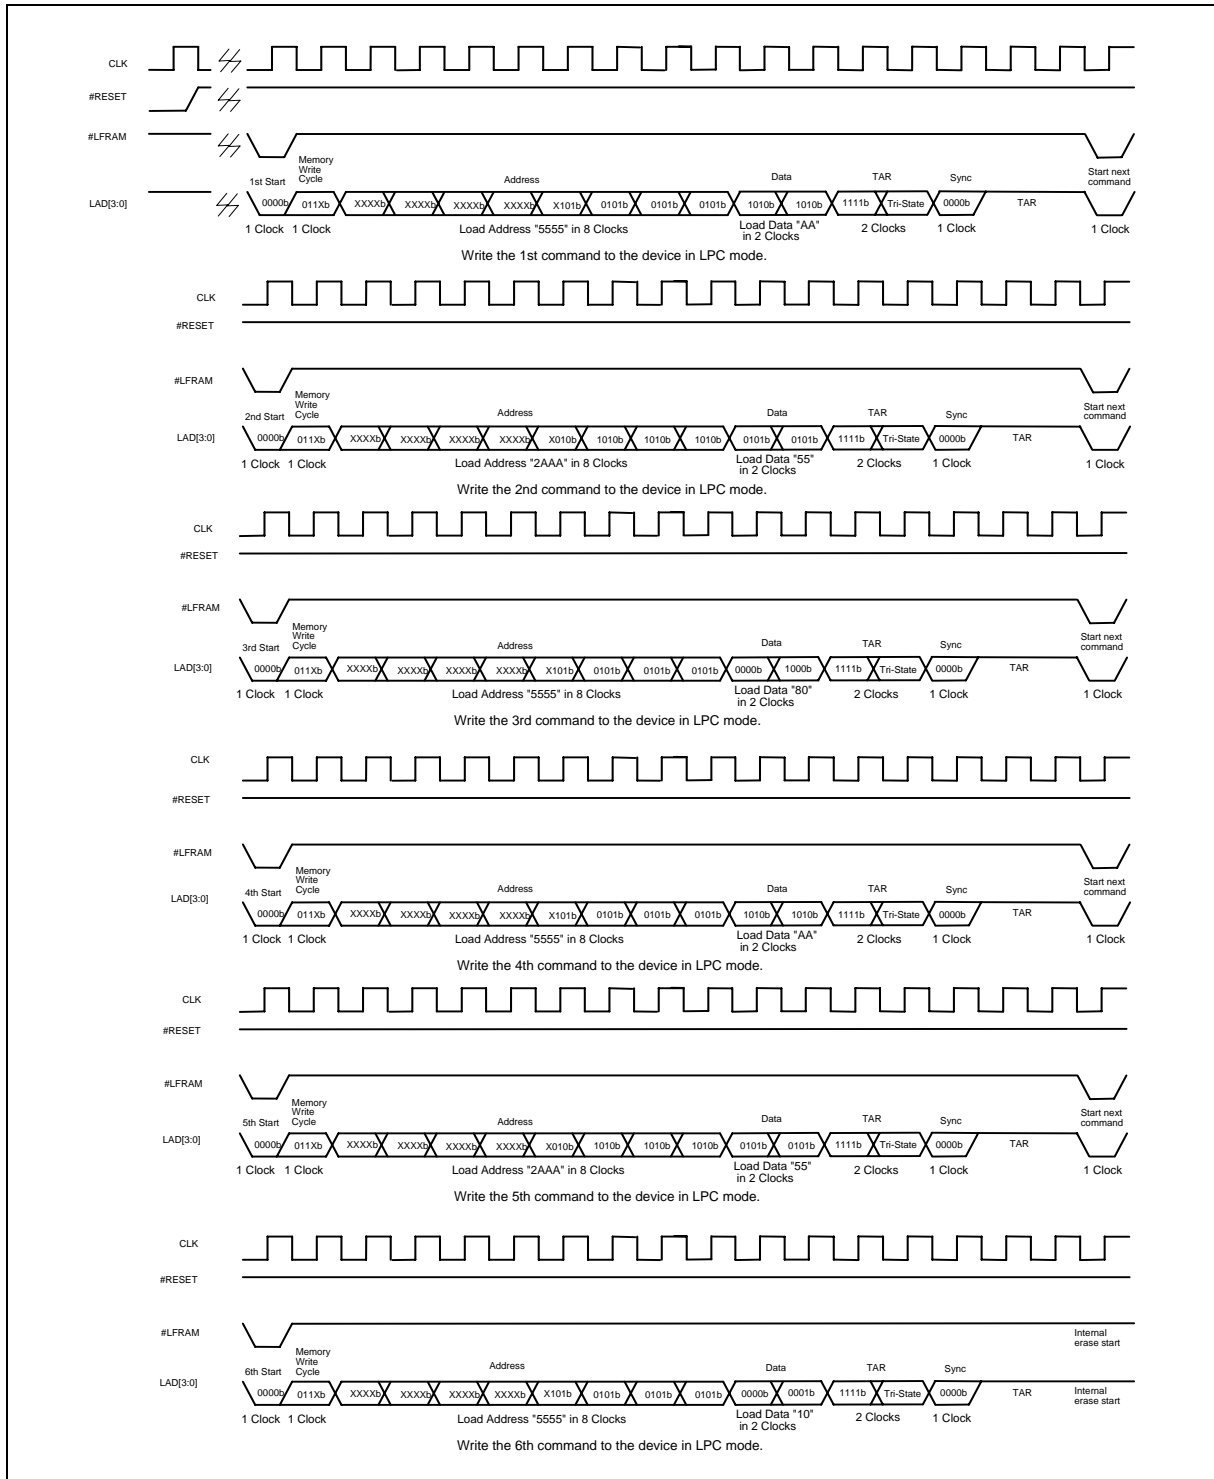 CLK
#RESET
#LFRAM
Memory
Write
Cycle
1st Start
Address
Data
TAR
Sync
Start next
command
LAD[3:0]
0000b 011Xb XXXXb XXXXb XXXXb XXXXb X101b 0101b 0101b 0101b 1010b 1010b 1111b Tri-State 0000b TAR
1 Clock 1 Clock Load Address "5555" in 8 Clocks Load Data "AA" in 2 Clocks 2 Clocks 1 Clock 1 Clock
Write the 1st command to the device in LPC mode.
CLK
#RESET
#LFRAM
Memory
Write
Cycle
2nd Start
Address
Data
TAR
Sync
Start next
command
LAD[3:0]
0000b 011Xb XXXXb XXXXb XXXXb XXXXb X010b 1010b 1010b 1010b 0101b 0101b 1111b Tri-State 0000b TAR
1 Clock 1 Clock Load Address "2AAA" in 8 Clocks Load Data "55" in 2 Clocks 2 Clocks 1 Clock 1 Clock
Write the 2nd command to the device in LPC mode.
CLK
#RESET
#LFRAM
Memory
Write
Cycle
3rd Start
Address
Data
TAR
Sync
Start next
command
LAD[3:0]
0000b 011Xb XXXXb XXXXb XXXXb XXXXb X101b 0101b 0101b 0101b 0000b 1000b 1111b Tri-State 0000b TAR
1 Clock 1 Clock Load Address "5555" in 8 Clocks Load Data "80" in 2 Clocks 2 Clocks 1 Clock 1 Clock
Write the 3rd command to the device in LPC mode.
CLK
#RESET
#LFRAM
Memory
Write
Cycle
4th Start
Address
Data
TAR
Sync
Start next
command
LAD[3:0]
0000b 011Xb XXXXb XXXXb XXXXb XXXXb X101b 0101b 0101b 0101b 1010b 1010b 1111b Tri-State 0000b TAR
1 Clock 1 Clock Load Address "5555" in 8 Clocks Load Data "AA" in 2 Clocks 2 Clocks 1 Clock 1 Clock
Write the 4th command to the device in LPC mode.
CLK
#RESET
#LFRAM
Memory
Write
Cycle
5th Start
Address
Data
TAR
Sync
Start next
command
LAD[3:0]
0000b 011Xb XXXXb XXXXb XXXXb XXXXb X010b 1010b 1010b 1010b 0101b 0101b 1111b Tri-State 0000b TAR
1 Clock 1 Clock Load Address "2AAA" in 8 Clocks Load Data "55" in 2 Clocks 2 Clocks 1 Clock 1 Clock
Write the 5th command to the device in LPC mode.
CLK
#RESET
#LFRAM
Internal
erase start
Memory
Write
Cycle
6th Start
Address
Data
TAR
Sync
LAD[3:0]
0000b 011Xb XXXXb XXXXb XXXXb XXXXb X101b 0101b 0101b 0101b 0000b 0001b 1111b Tri-State 0000b TAR
Internal
erase start
1 Clock 1 Clock Load Address "5555" in 8 Clocks Load Data "10" in 2 Clocks 2 Clocks 1 Clock
Write the 6th command to the device in LPC mode.